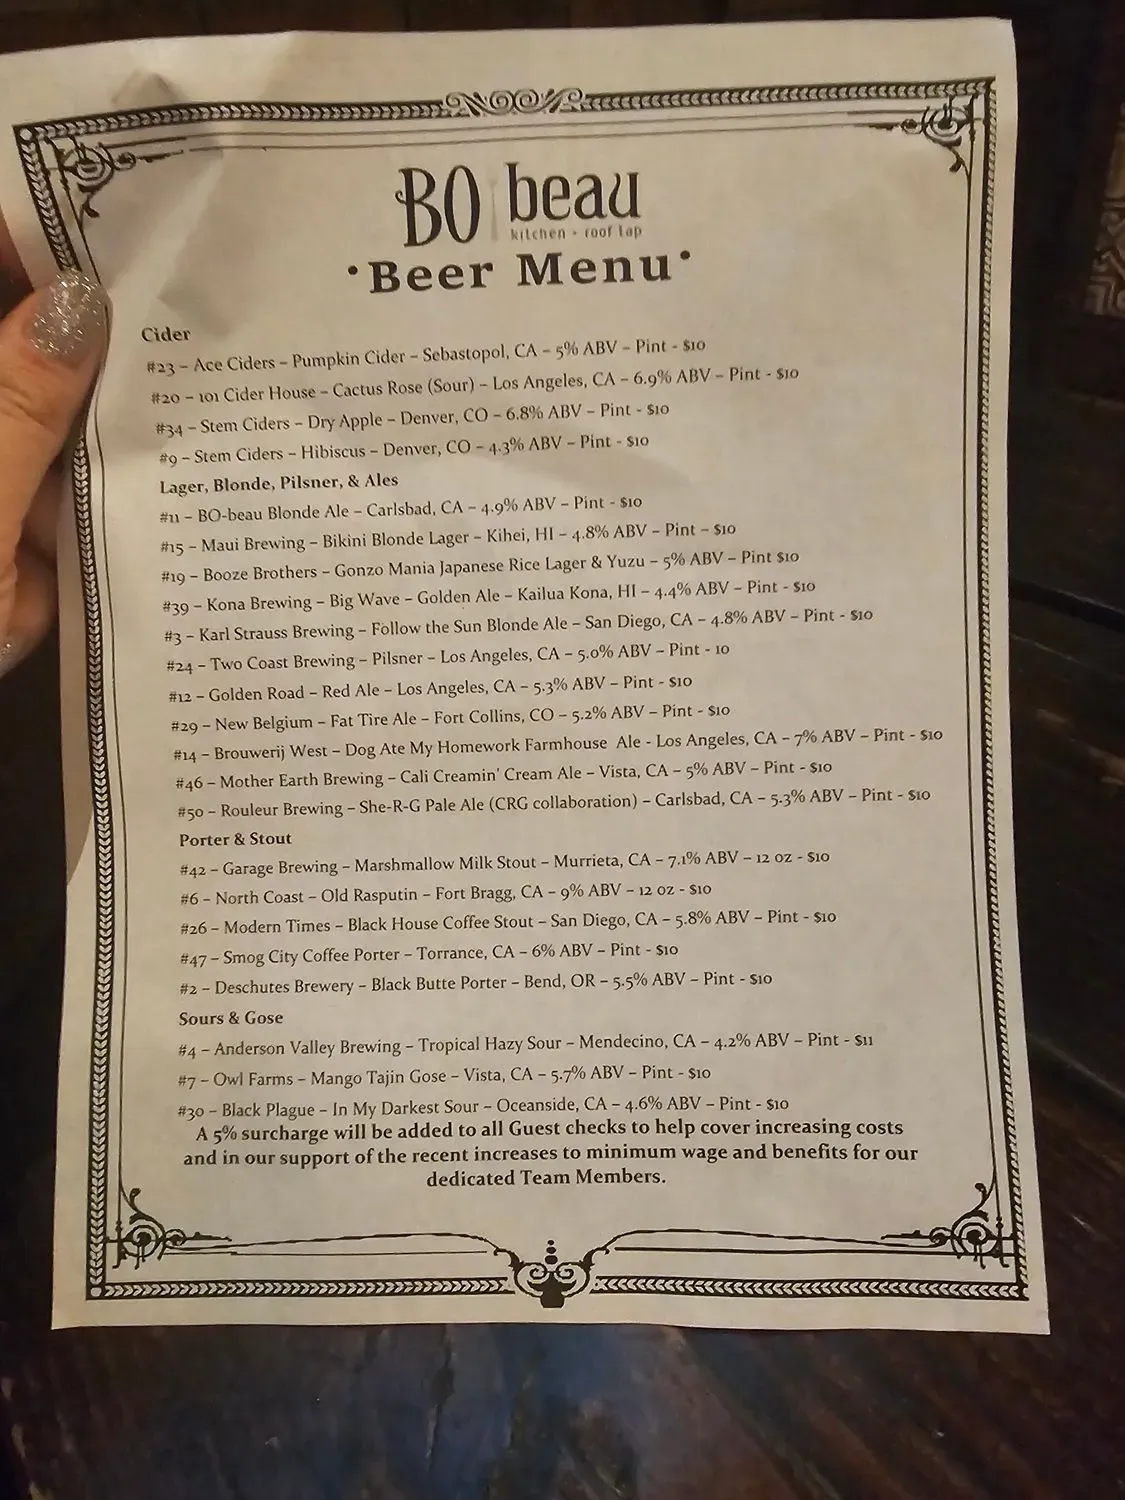 BO beau
kitchen + roof tap
·Beer Menu·
Cider
#23 – Ace Ciders – Pumpkin Cider – Sebastopol, CA – 5% ABV – Pint - $10
#20 – 101 Cider House – Cactus Rose (Sour) – Los Angeles, CA – 6.9% ABV – Pint - $10
#34 – Stem Ciders – Dry Apple – Denver, CO – 6.8% ABV – Pint - $10
#9 – Stem Ciders – Hibiscus – Denver, CO – 4.3% ABV – Pint - $10
Lager, Blonde, Pilsner, & Ales
#11 – BO-beau Blonde Ale – Carlsbad, CA – 4.9% ABV – Pint - $10
#15 – Maui Brewing – Bikini Blonde Lager – Kihei, HI – 4.8% ABV – Pint – $10
#19 – Booze Brothers – Gonzo Mania Japanese Rice Lager & Yuzu – 5% ABV – Pint $10
#39 – Kona Brewing – Big Wave – Golden Ale – Kailua Kona, HI – 4.4% ABV – Pint - $10
#3 – Karl Strauss Brewing – Follow the Sun Blonde Ale – San Diego, CA – 4.8% ABV – Pint - $10
#24 – Two Coast Brewing – Pilsner – Los Angeles, CA – 5.0% ABV – Pint - 10
#12 – Golden Road – Red Ale – Los Angeles, CA – 5.3% ABV – Pint - $10
#29 – New Belgium – Fat Tire Ale – Fort Collins, CO – 5.2% ABV – Pint - $10
#14 – Brouwerij West – Dog Ate My Homework Farmhouse Ale - Los Angeles, CA – 7% ABV – Pint - $10
#46 – Mother Earth Brewing – Cali Creamin' Cream Ale – Vista, CA – 5% ABV – Pint - $10
#50 – Rouleur Brewing – She-R-G Pale Ale (CRG collaboration) – Carlsbad, CA – 5.3% ABV – Pint - $10
Porter & Stout
#42 – Garage Brewing – Marshmallow Milk Stout – Murrieta, CA – 7.1% ABV – 12 oz - $10
#6 – North Coast – Old Rasputin – Fort Bragg, CA – 9% ABV – 12 oz - $10
#26 – Modern Times – Black House Coffee Stout – San Diego, CA – 5.8% ABV – Pint - $10
#47 – Smog City Coffee Porter – Torrance, CA – 6% ABV – Pint - $10
#2 – Deschutes Brewery – Black Butte Porter – Bend, OR – 5.5% ABV – Pint - $10
Sours & Gose
#4 – Anderson Valley Brewing – Tropical Hazy Sour – Mendecino, CA – 4.2% ABV – Pint - $11
#7 – Owl Farms – Mango Tajin Gose – Vista, CA – 5.7% ABV – Pint - $10
#30 – Black Plague – In My Darkest Sour – Oceanside, CA – 4.6% ABV – Pint - $10
A 5% surcharge will be added to all Guest checks to help cover increasing costs
and in our support of the recent increases to minimum wage and benefits for our
dedicated Team Members.